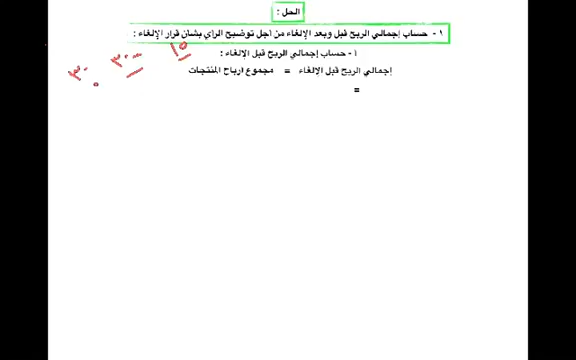 الحل :
١ - حساب إجمالي الربح قبل وبعد الإلغاء من أجل توضيح الرأي بشان قرار الإلغاء :
أ - حساب إجمالي الربح قبل الإلغاء :
إجمالي الربح قبل الإلغاء = مجموع ارباح المنتجات
=